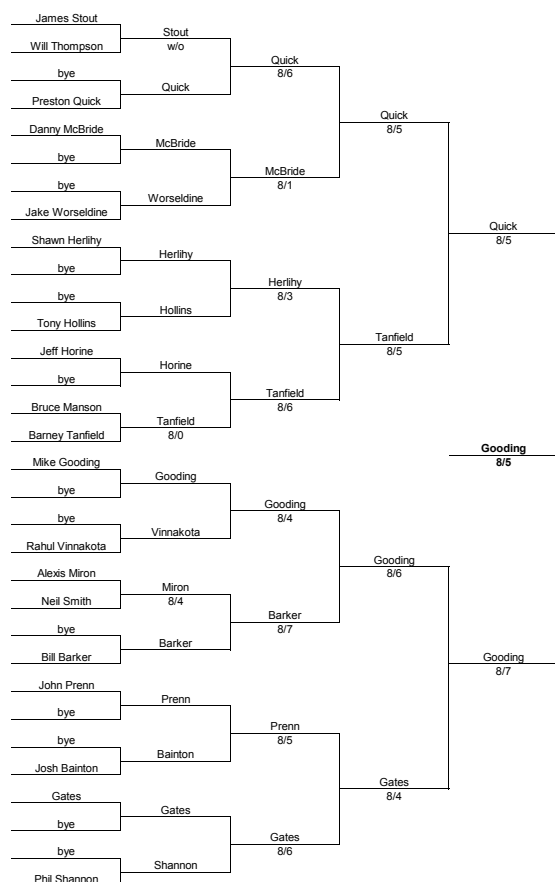 James Stout
Will Thompson
bye
Preston Quick
Danny McBride
bye
bye
Jake Worseldine
Shawn Herlihy
bye
bye
Tony Hollins
Jeff Horine
bye
Bruce Manson
Barney Tanfield
Mike Gooding
bye
bye
Rahul Vinnakota
Alexis Miron
Neil Smith
bye
Bill Barker
John Prenn
bye
bye
Josh Bainton
Gates
bye
bye
Phil Shannon
Stout
w/o
Quick
McBride
Worseldine
Herlihy
Hollins
Horine
Tanfield
8/0
Gooding
Vinnakota
Miron
8/4
Barker
Prenn
Bainton
Gates
Shannon
Quick
8/6
McBride
8/1
Herlihy
8/3
Tanfield
8/6
Gooding
8/4
Barker
8/7
Prenn
8/5
Gates
8/6
Quick
8/5
Tanfield
8/5
Gooding
8/6
Gates
8/4
Quick
8/5
Gooding
8/5
Gooding
8/7